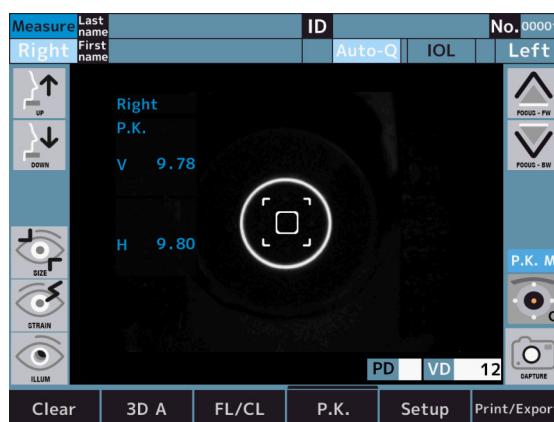 Measure Last name ID No. 0000
Right First name Auto-Q IOL Left
UP
FOCUS - FW
DOWN
FOCUS - BW
Right
P.K.
V 9.78
H 9.80
SIZE
P.K. M
STRAIN
ILLUM
PD VD 12
CAPTURE
Clear 3D A FL/CL P.K. Setup Print/Expor